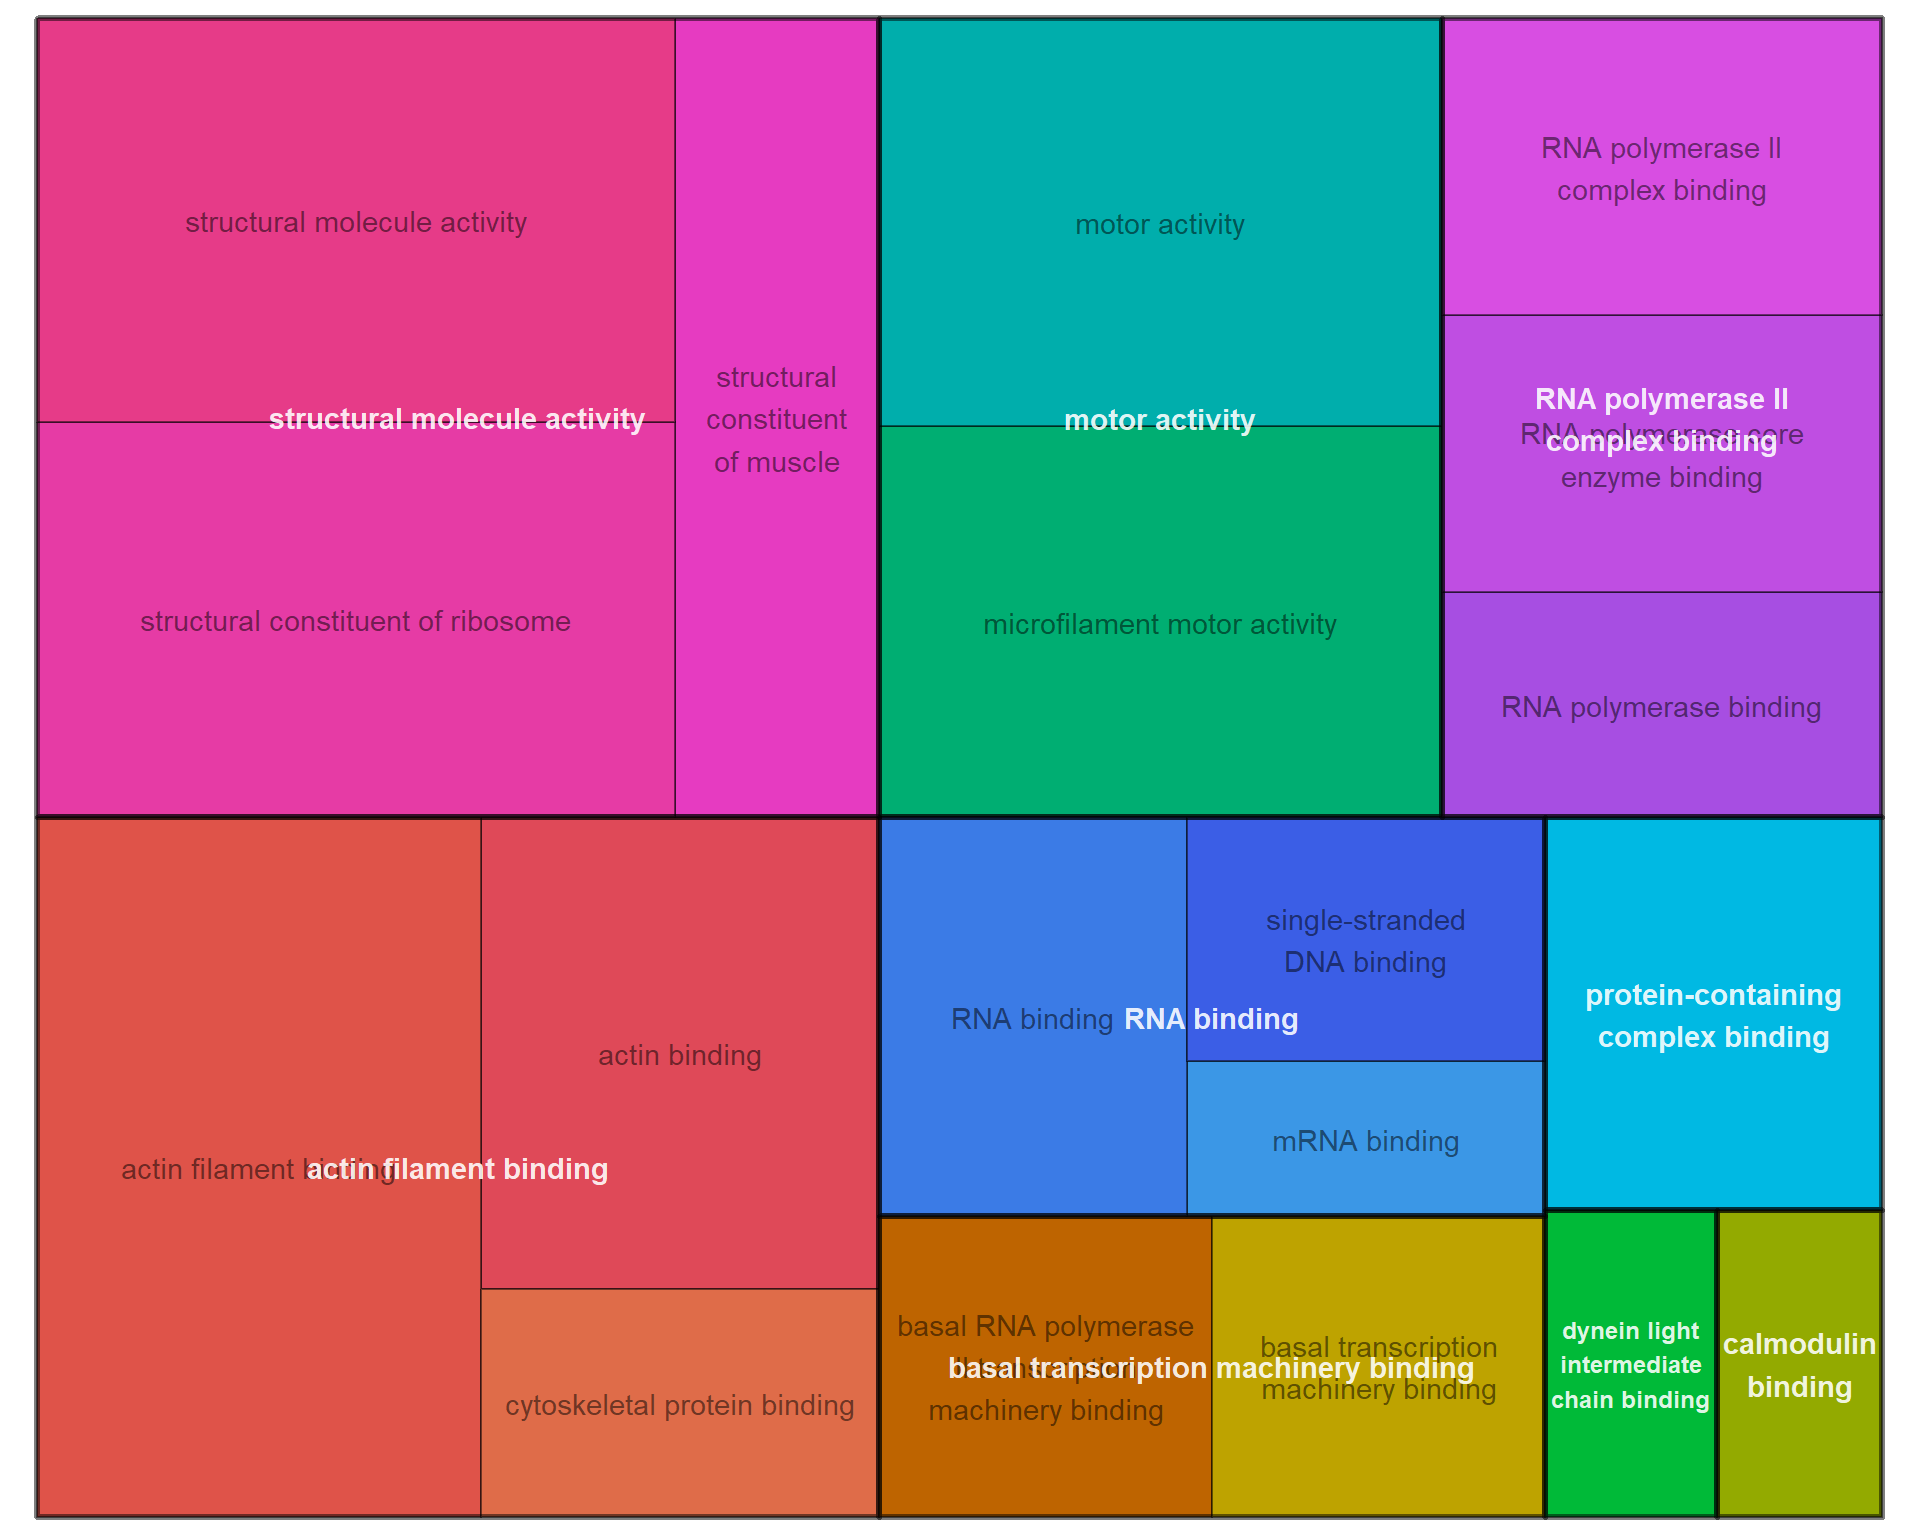 structural molecule activity
structural molecule activity
structural constituent of ribosome
structural
constituent
of muscle
motor activity
motor activity
microfilament motor activity
RNA polymerase II
complex binding
RNA polymerase II
complex binding
RNA polymerase core
enzyme binding
RNA polymerase binding
actin filament binding
actin filament binding
actin binding
cytoskeletal protein binding
RNA binding
RNA binding
single-stranded
DNA binding
mRNA binding
protein-containing
complex binding
basal RNA polymerase
II transcription
machinery binding
basal transcription machinery binding
basal transcription
machinery binding
dynein light
intermediate
chain binding
calmodulin
binding